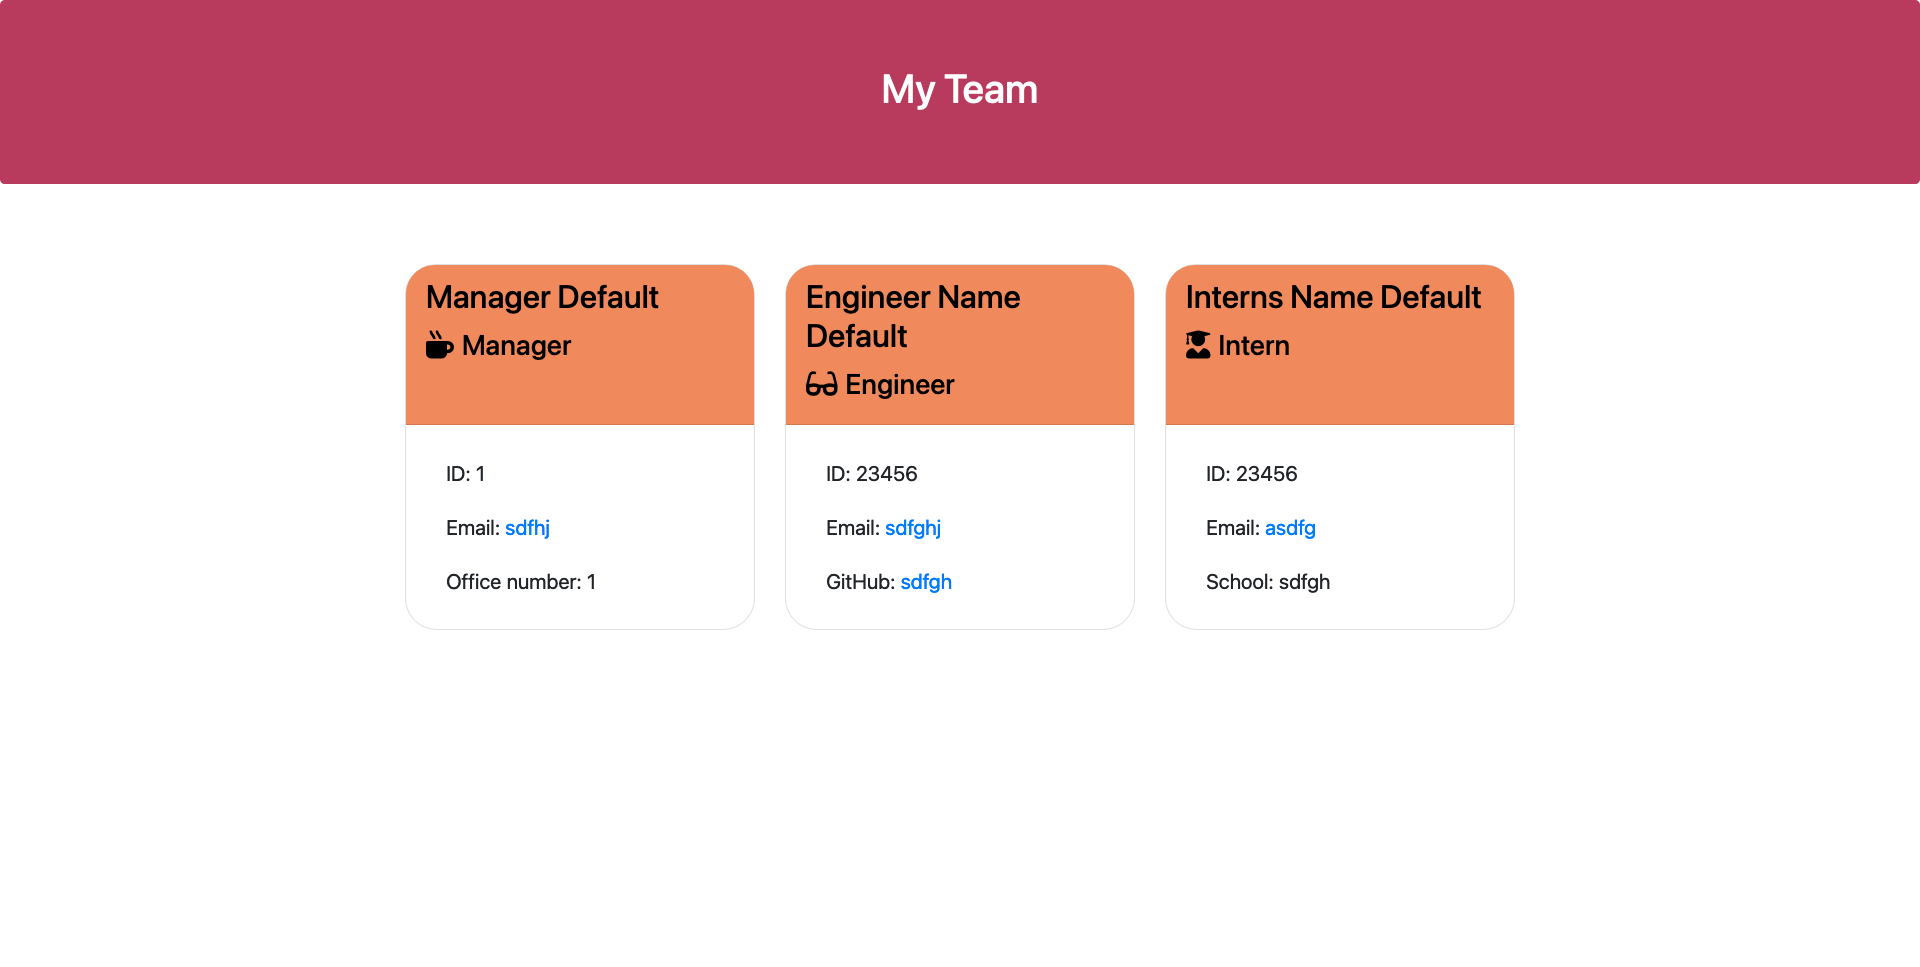 My Team
Manager Default
Manager
ID: 1
Email: sdfhj
Office number: 1
Engineer Name
Default
Engineer
ID: 23456
Email: sdfghj
GitHub: sdfgh
Interns Name Default
Intern
ID: 23456
Email: asdfg
School: sdfgh